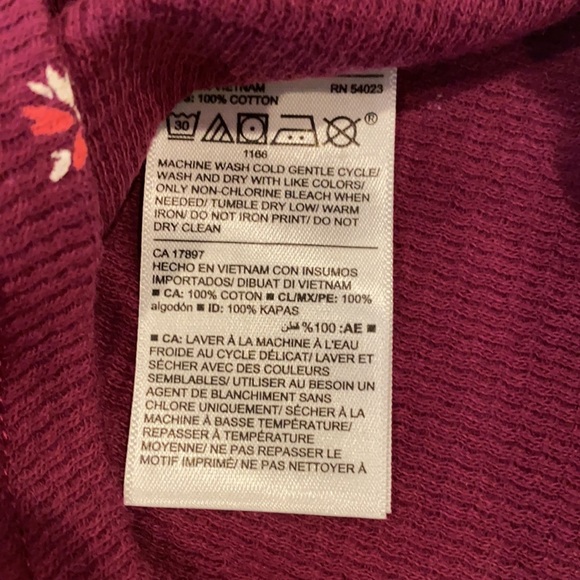 VIETNAM RN 54023
: 100% COTTON
30 ®
1166
MACHINE WASH COLD GENTLE CYCLE/
WASH AND DRY WITH LIKE COLORS/
ONLY NON-CHLORINE BLEACH WHEN
NEEDED/ TUMBLE DRY LOW/ WARM
IRON/ DO NOT IRON PRINT/ DO NOT
DRY CLEAN
CA 17897
HECHO EN VIETNAM CON INSUMOS
IMPORTADOS/ DIBUAT DI VIETNAM
■ CA: 100% COTON ■ CL/MX/PE: 100%
algodón ■ ID: 100% KAPAS
■ AE: 100% قطن
■ CA: LAVER À LA MACHINE À L'EAU
FROIDE AU CYCLE DÉLICAT/ LAVER ET
SÉCHER AVEC DES COULEURS
SEMBLABLES/ UTILISER AU BESOIN UN
AGENT DE BLANCHIMENT SANS
CHLORE UNIQUEMENT/ SÉCHER À LA
MACHINE À BASSE TEMPÉRATURE/
REPASSER À TEMPÉRATURE
MOYENNE/ NE PAS REPASSER LE
MOTIF IMPRIMÉ/ NE PAS NETTOYER À